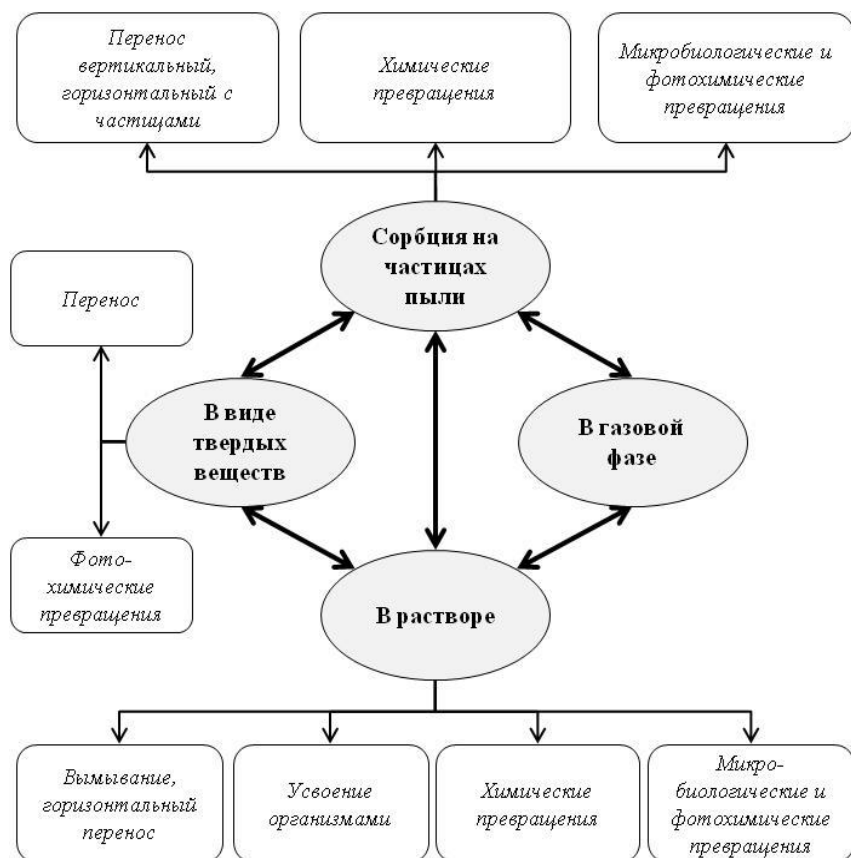 Перенос
вертикальный,
горизонтальный с
частицами
Химические
превращения
Микробиологические и
фотохимические
превращения
Сорбция на
частицах
пыли
Перенос
В виде
твердых
веществ
В газовой
фазе
Фото-
химические
превращения
В растворе
Вымывание,
горизонтальный
перенос
Усвоение
организмами
Химические
превращения
Микро-
биологические и
фотохимические
превращения